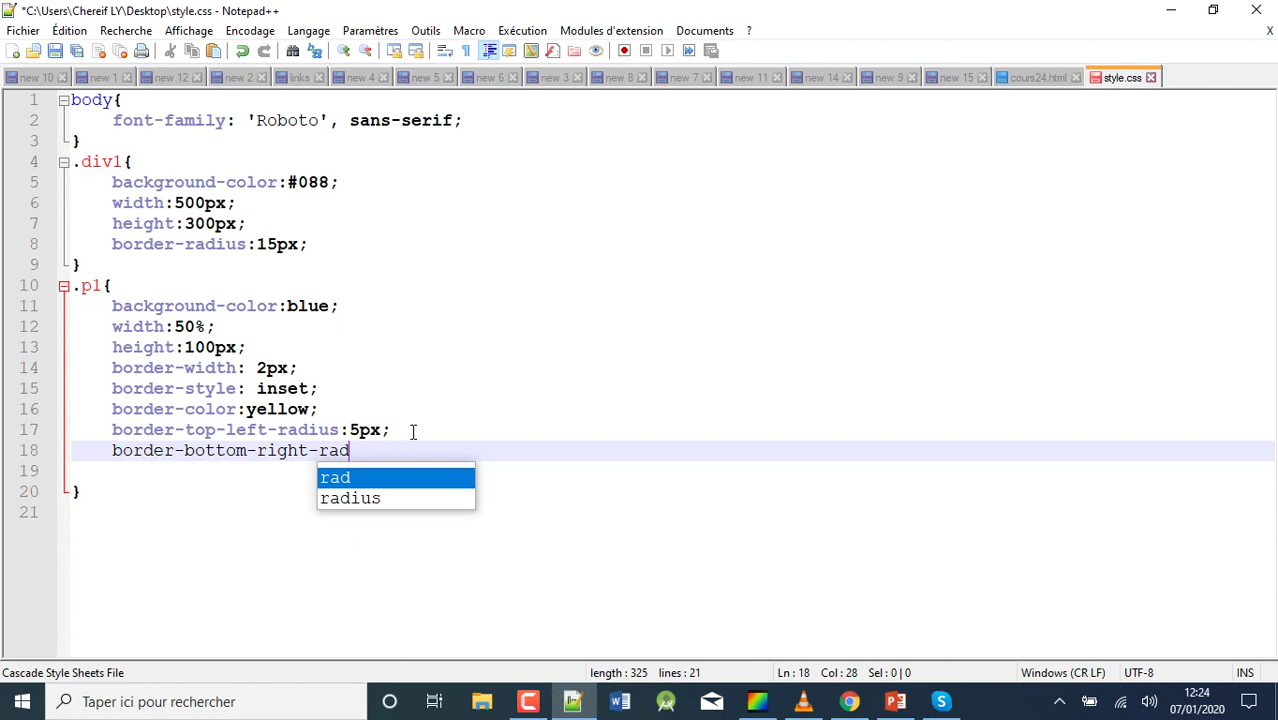 *C:\Users\Chereif LY\Desktop\style.css - Notepad++
Fichier Édition Recherche Affichage Encodage Langage Paramètres Outils Macro Exécution Modules d'extension Documents ? X
new 10 new 1 new 12 new 2 links new 4 new 5 new 6 new 3 new 8 new 7 new 11 new 14 new 9 new 15 cours24.html style.css
1 body{
2 font-family: 'Roboto', sans-serif;
3 }
4 .div1{
5 background-color:#088;
6 width:500px;
7 height:300px;
8 border-radius:15px;
9 }
10 .p1{
11 background-color:blue;
12 width:50%;
13 height:100px;
14 border-width: 2px;
15 border-style: inset;
16 border-color:yellow;
17 border-top-left-radius:5px;
18 border-bottom-right-rad
rad
19
radius
20 }
21
Cascade Style Sheets File length : 325 lines : 21 Ln : 18 Col : 28 Sel : 0 | 0 Windows (CR LF) UTF-8 INS
Taper ici pour rechercher
12:24
07/01/2020